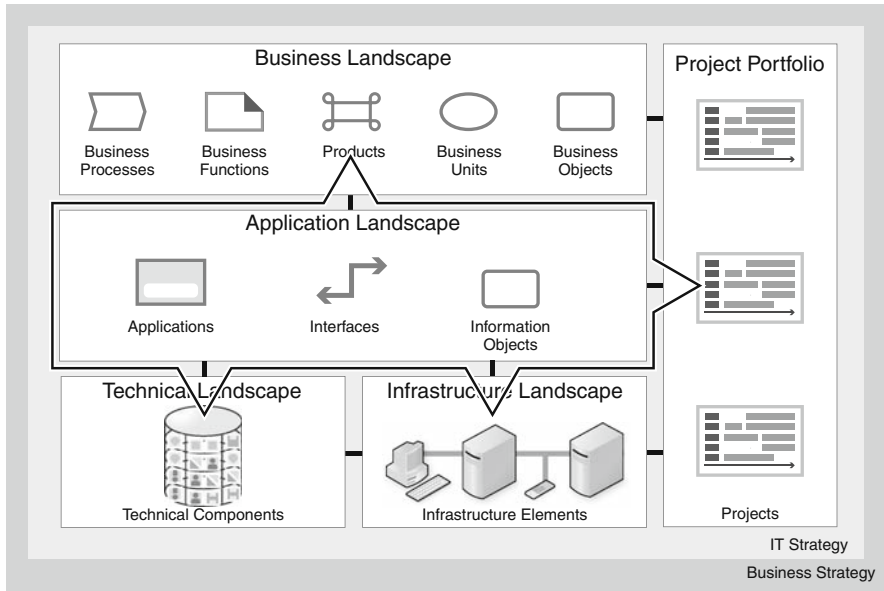 Business Landscape
Business
Processes
Business
Functions
Products
Business
Units
Business
Objects
Project Portfolio
Application Landscape
Applications
Interfaces
Information
Objects
Technical Landscape
Technical Components
Infrastructure Landscape
Infrastructure Elements
Projects
IT Strategy
Business Strategy